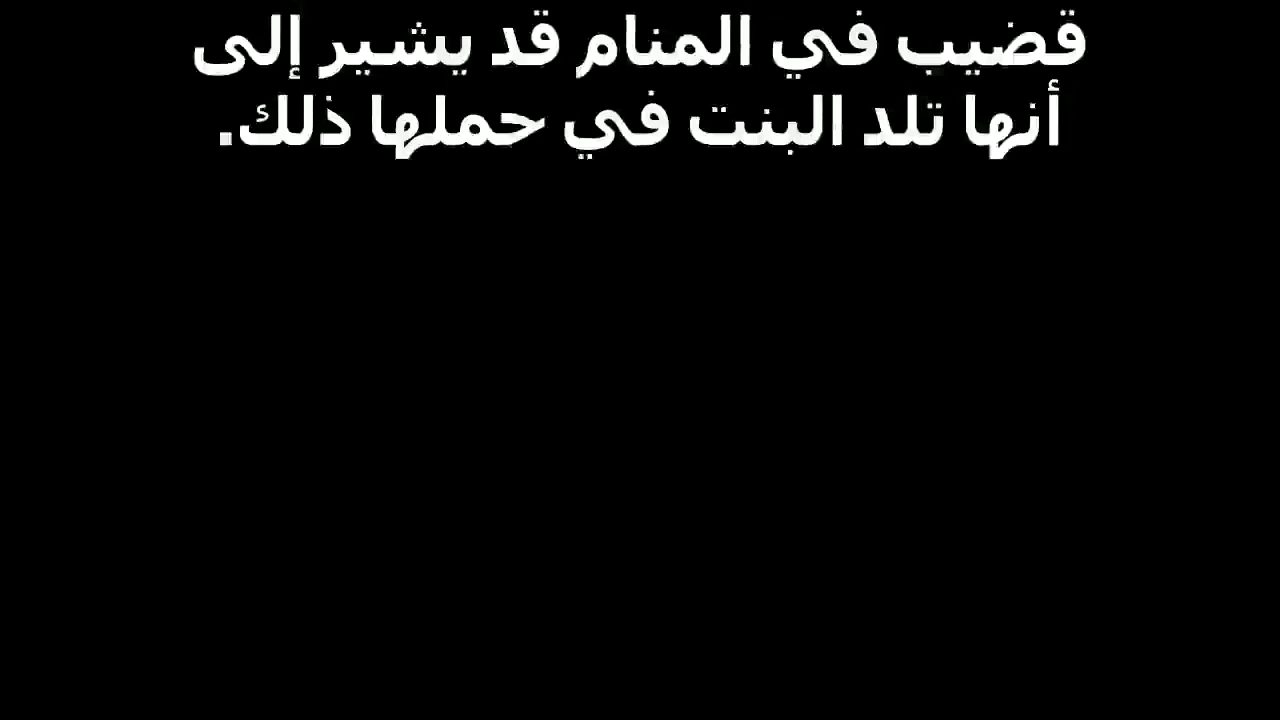 قضيب في المنام قد يشير إلى
أنها تلد البنت في حملها ذلك.